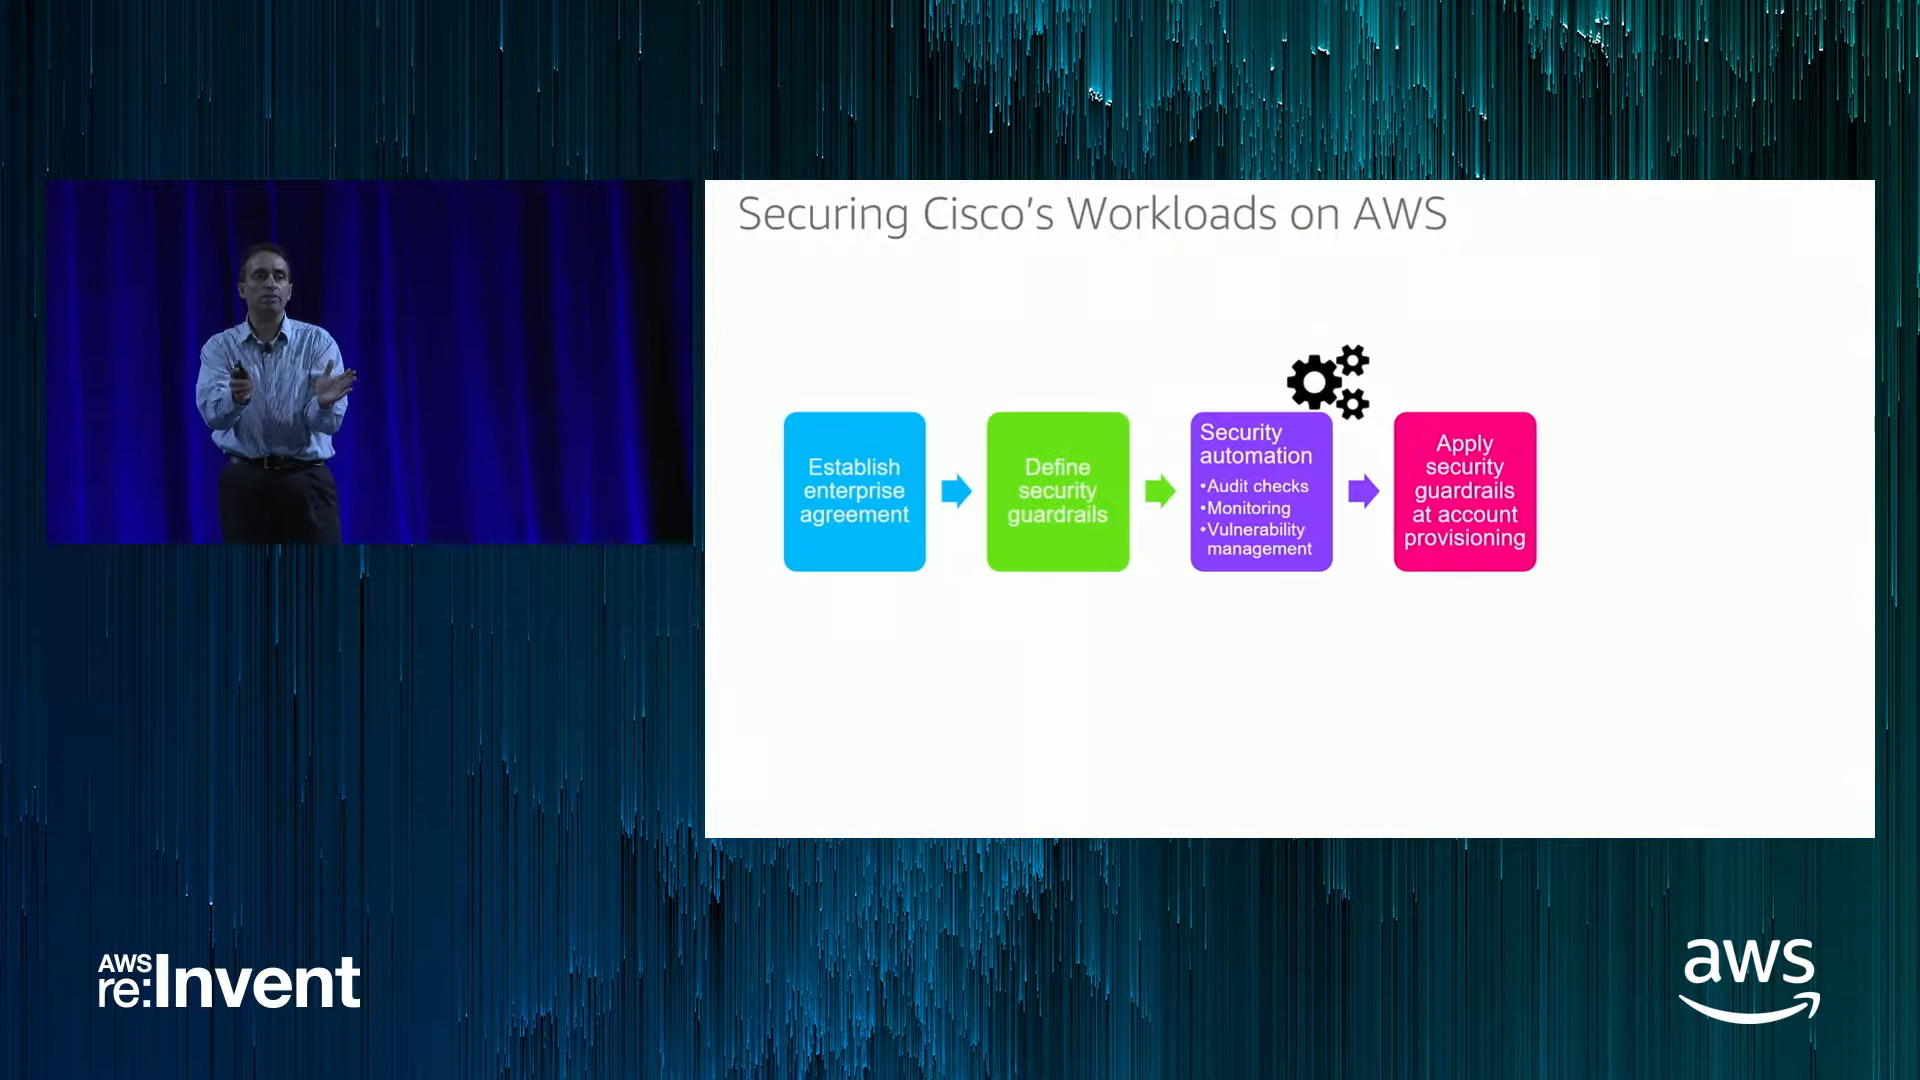 Securing Cisco's Workloads on AWS
Establish
enterprise
agreement
Define
security
guardrails
Security
automation
•Audit checks
•Monitoring
•Vulnerability
management
Apply
security
guardrails
at account
provisioning
AWS
re:Invent
aws